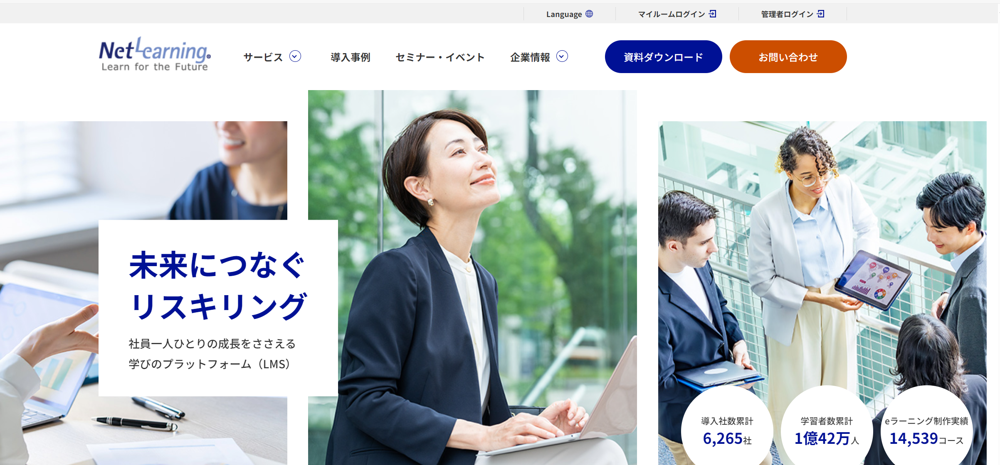 Language
マイルームログイン
管理者ログイン
NetLearning
Learn for the Future
サービス
導入事例
セミナー・イベント
企業情報
資料ダウンロード
お問い合わせ
未来につなぐ
リスキリング
社員一人ひとりの成長をささえる
学びのプラットフォーム（LMS）
導入社数累計
6,265社
学習者数累計
1億42万人
eラーニング制作実績
14,539コース